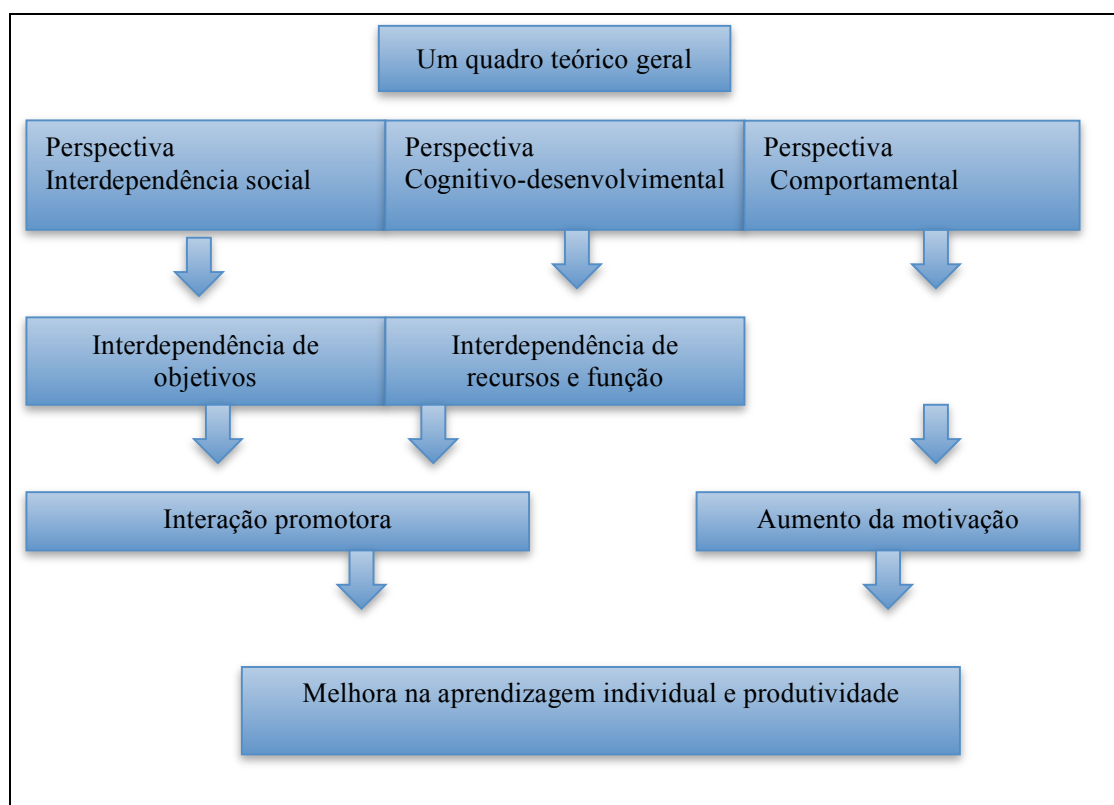 Um quadro teórico geral
Perspectiva
Interdependência social
Perspectiva
Cognitivo-desenvolvimental
Perspectiva
Comportamental
Interdependência de
objetivos
Interdependência de
recursos e função
Interação promotora
Aumento da motivação
Melhora na aprendizagem individual e produtividade